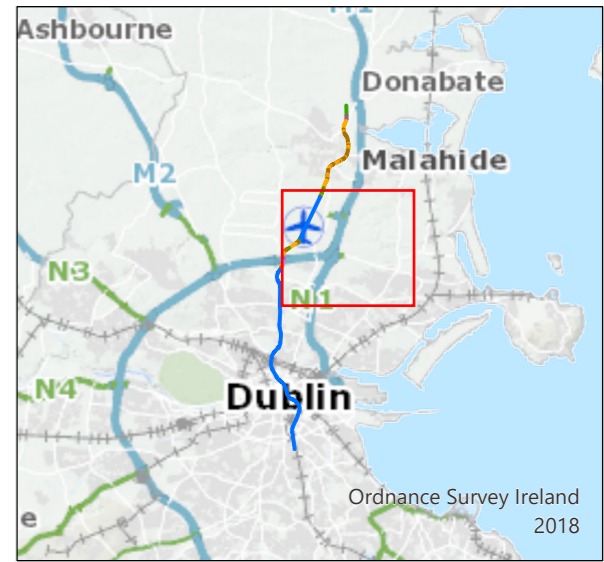 M1
Ashbourne
Donabate
Malahide
M2
N3
N1
N4
Dublin
Ordnance Survey Ireland
2018
e